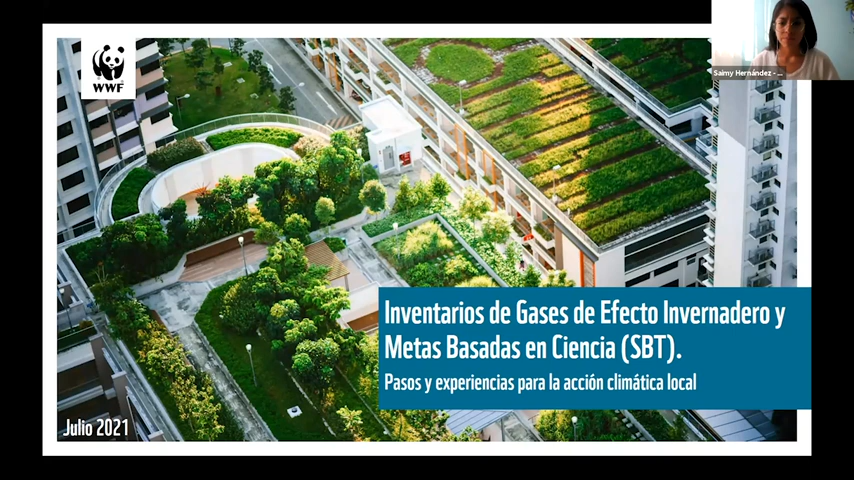 WWF
Saimy Hernández - ...
Inventarios de Gases de Efecto Invernadero y
Metas Basadas en Ciencia (SBT).
Pasos y experiencias para la acción climática local
Julio 2021